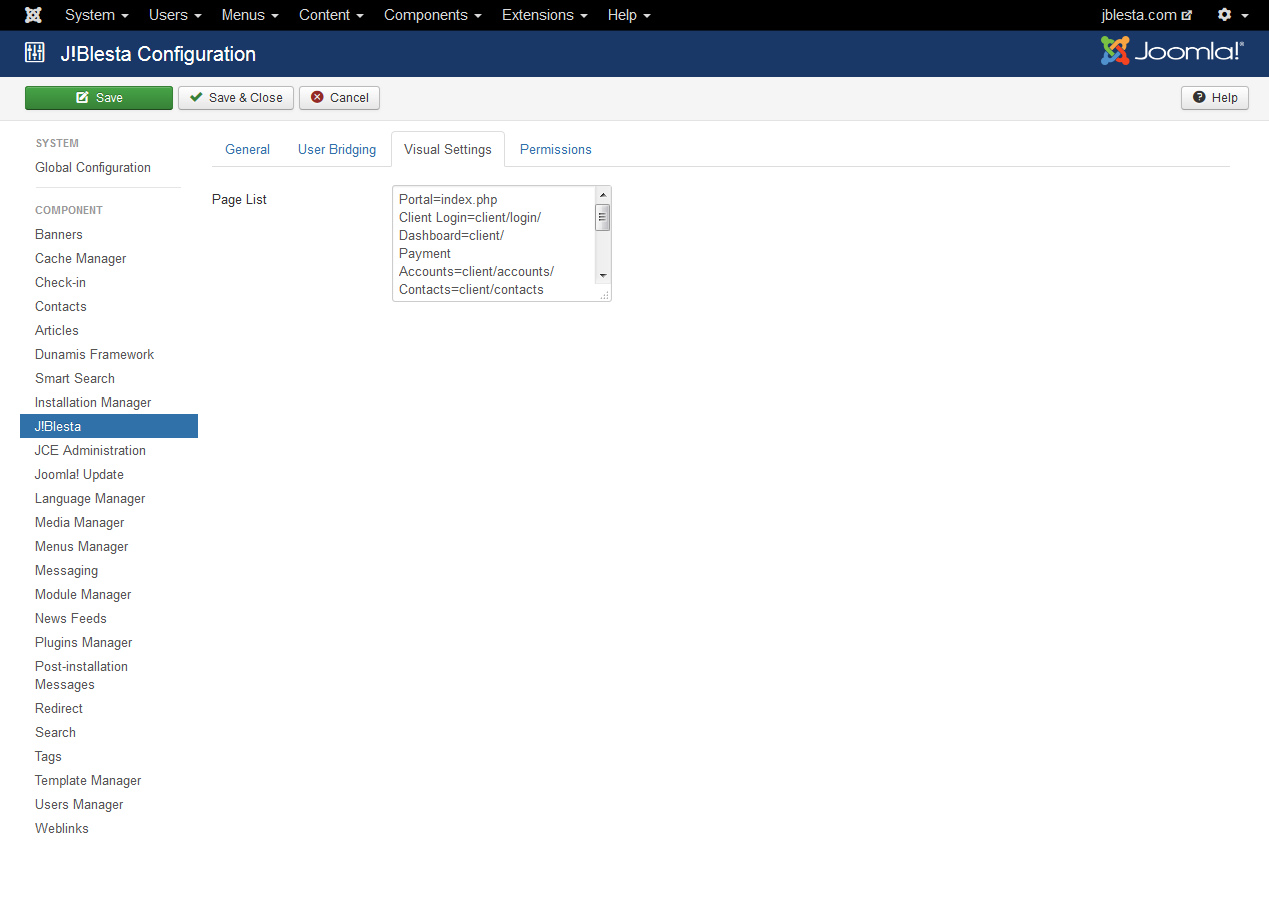 System Users Menus Content Components Extensions Help jblesta.com
J!Blesta Configuration Joomla!®
Save Save & Close Cancel Help
SYSTEM
Global Configuration
COMPONENT
Banners
Cache Manager
Check-in
Contacts
Articles
Dunamis Framework
Smart Search
Installation Manager
J!Blesta
JCE Administration
Joomla! Update
Language Manager
Media Manager
Menus Manager
Messaging
Module Manager
News Feeds
Plugins Manager
Post-installation
Messages
Redirect
Search
Tags
Template Manager
Users Manager
Weblinks
General User Bridging Visual Settings Permissions
Page List
Portal=index.php
Client Login=client/login/
Dashboard=client/
Payment
Accounts=client/accounts/
Contacts=client/contacts